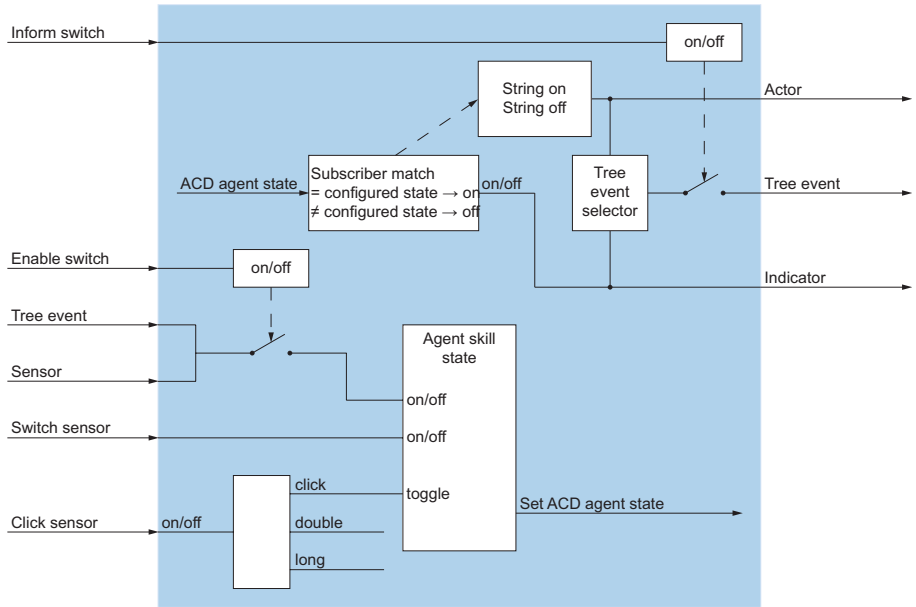 Inform switch
on/off
String on
String off
Actor
ACD agent state
Subscriber match
= configured state → on
≠ configured state → off
on/off
Tree
event
selector
Tree event
Enable switch
on/off
Indicator
Tree event
Agent skill
state
Sensor
on/off
Switch sensor
on/off
click
toggle
Click sensor
on/off
double
Set ACD agent state
long